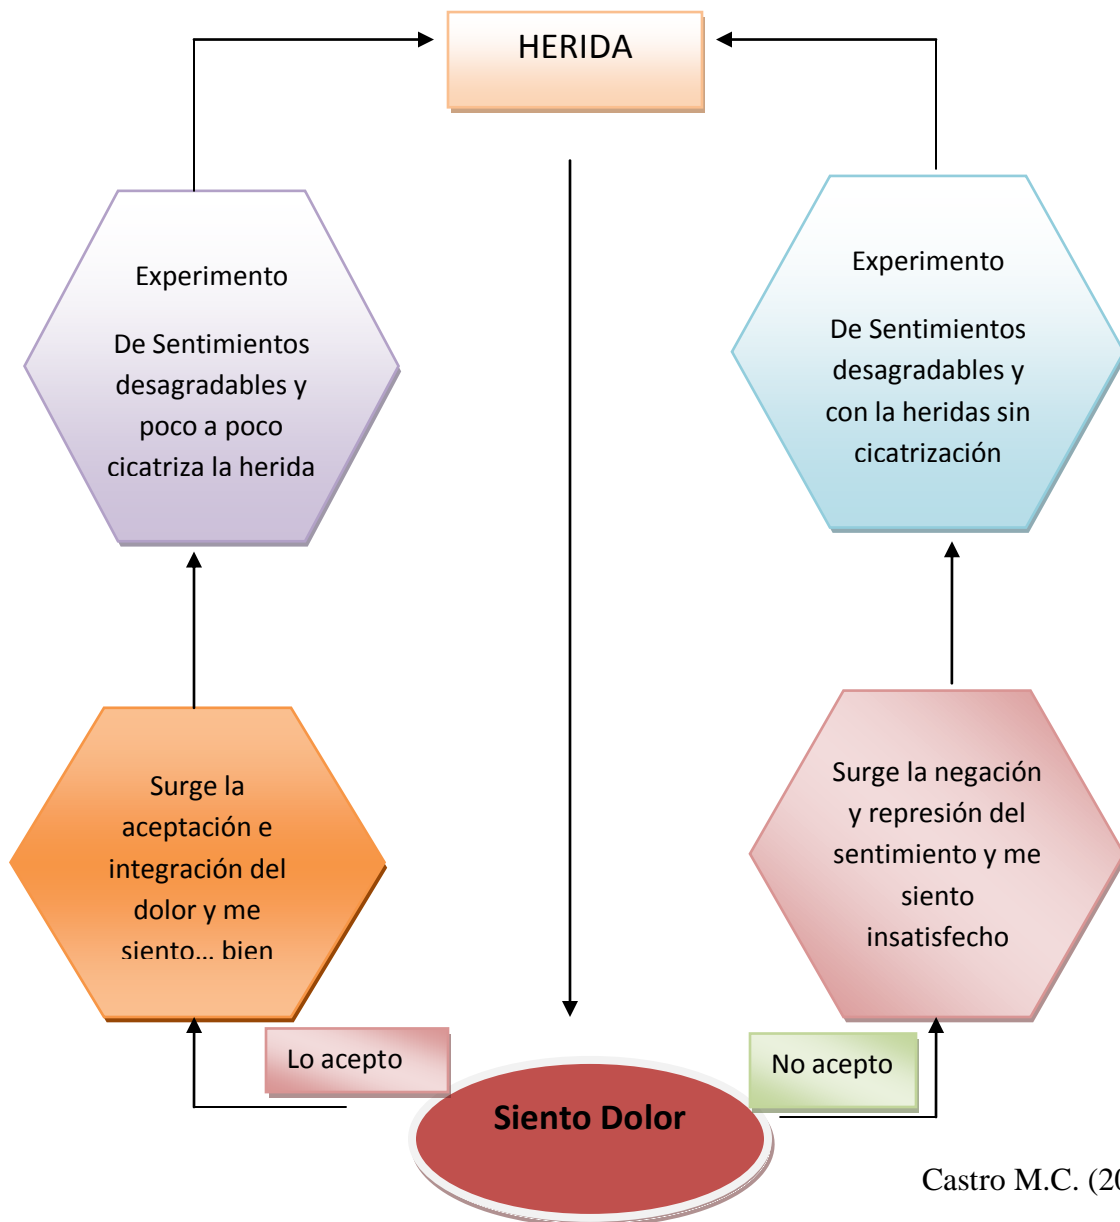 HERIDA
Experimento
De Sentimientos
desagradables y
poco a poco
cicatriza la herida
Experimento
De Sentimientos
desagradables y
con la heridas sin
cicatrización
Surge la
aceptación e
integración del
dolor y me
siento... bien
Surge la negación
y represión del
sentimiento y me
siento
insatisfecho
Lo acepto
No acepto
Siento Dolor
Castro M.C. (20